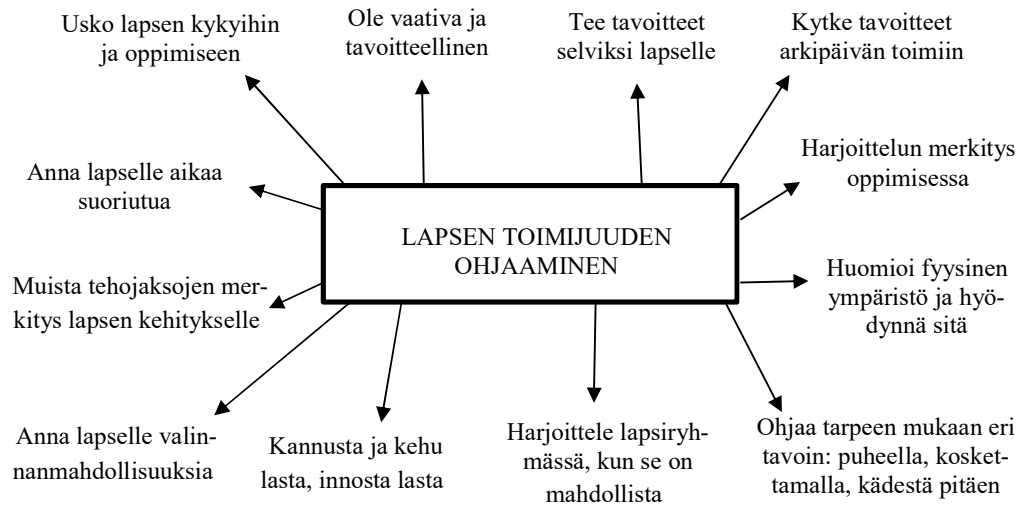 Usko lapsen kykyihin
ja oppimiseen
Ole vaativa ja
tavoitteellinen
Tee tavoitteet
selviksi lapselle
Kytke tavoitteet
arkipäivän toimiin
Anna lapselle aikaa
suoriutua
Harjoittelun merkitys
oppimisessa
LAPSEN TOIMIJUUDEN
OHJAAMINEN
Muista tehojaksojen mer-
kitys lapsen kehitykselle
Huomioi fyysinen
ympäristö ja hyö-
dynnä sitä
Anna lapselle valin-
nanmahdollisuuksia
Kannusta ja kehu
lasta, innosta lasta
Harjoittele lapsiryh-
mässä, kun se on
mahdollista
Ohjaa tarpeen mukaan eri
tavoin: puheella, kosket-
tamalla, kädestä pitäen